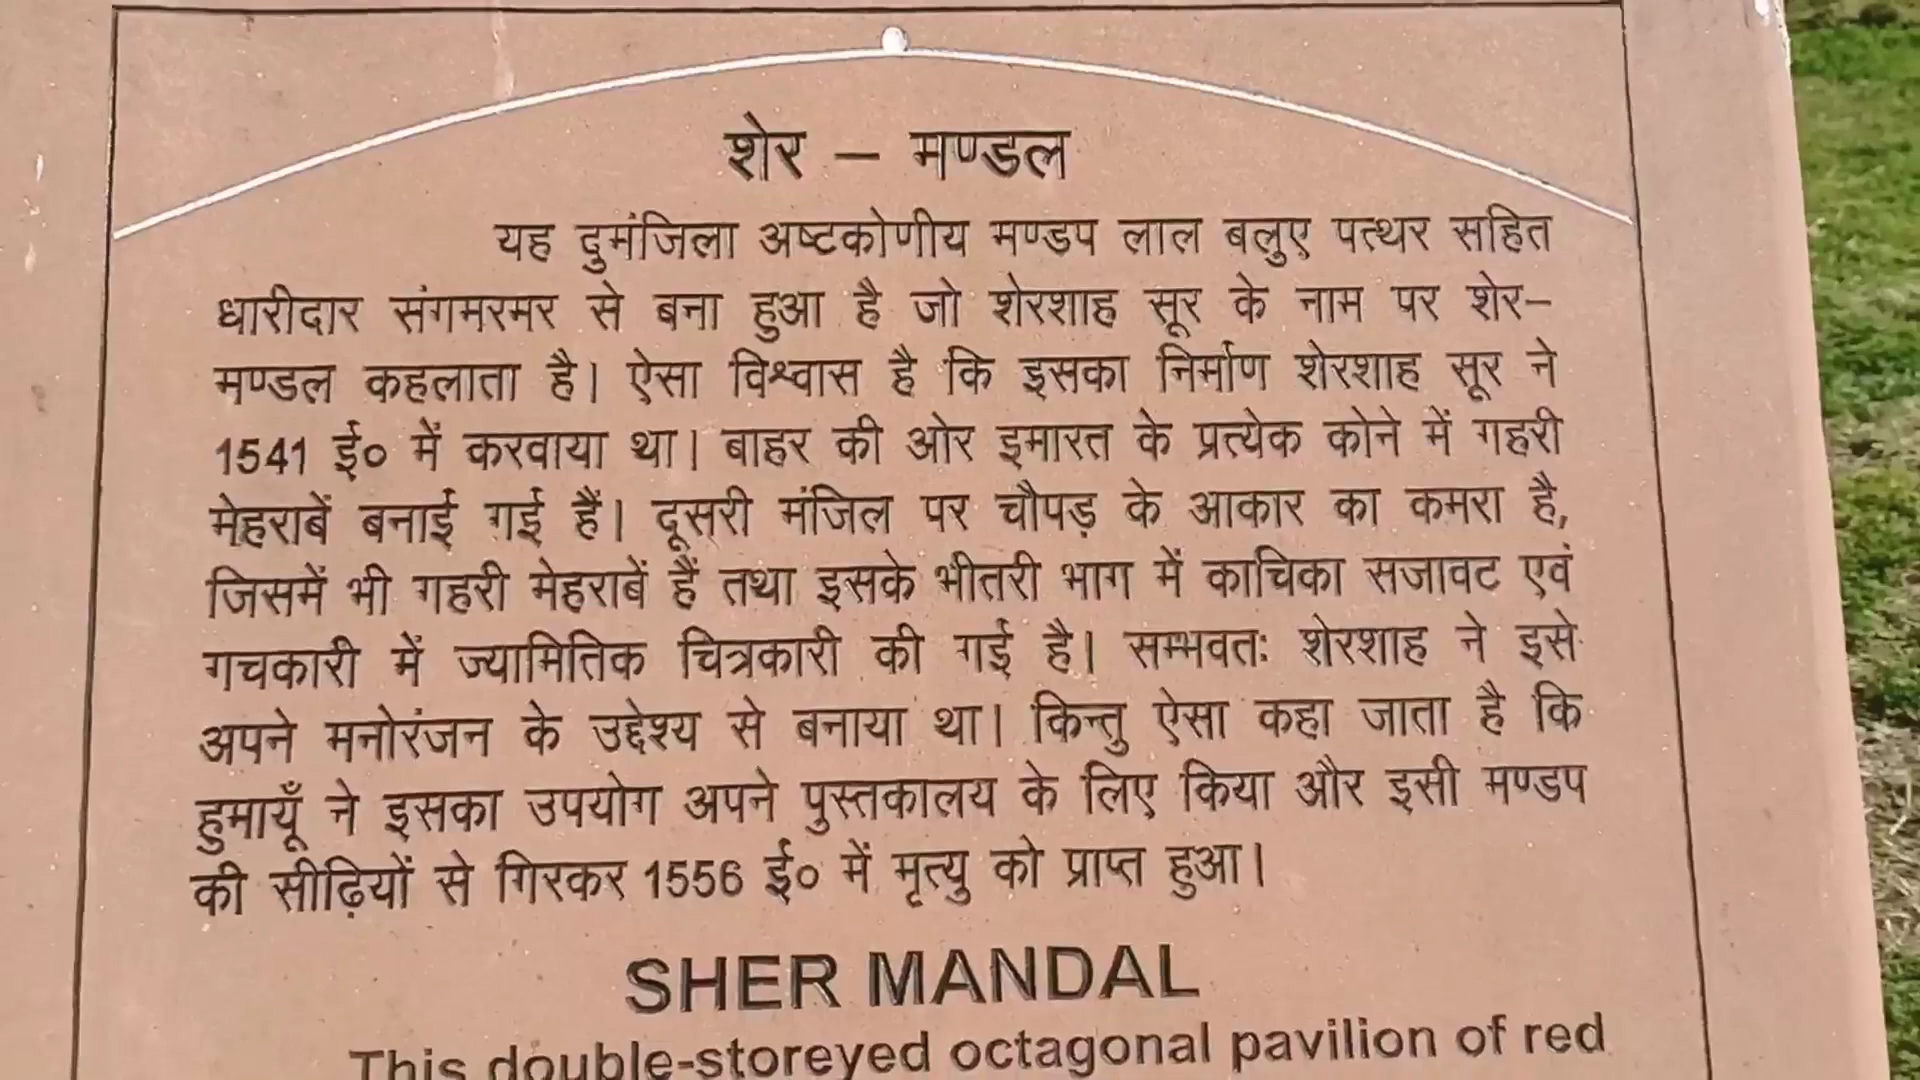 शेर – मण्डल
यह दुमंजिला अष्टकोणीय मण्डप लाल बलुए पत्थर सहित
धारीदार संगमरमर से बना हुआ है जो शेरशाह सूर के नाम पर शेर–
मण्डल कहलाता है। ऐसा विश्वास है कि इसका निर्माण शेरशाह सूर ने
1541 ई० में करवाया था। बाहर की ओर इमारत के प्रत्येक कोने में गहरी
मेहराबें बनाई गई हैं। दूसरी मंजिल पर चौपड़ के आकार का कमरा है,
जिसमें भी गहरी मेहराबें हैं तथा इसके भीतरी भाग में काचिका सजावट एवं
गचकारी में ज्यामितिक चित्रकारी की गई है। सम्भवतः शेरशाह ने इसे
अपने मनोरंजन के उद्देश्य से बनाया था। किन्तु ऐसा कहा जाता है कि
हुमायूँ ने इसका उपयोग अपने पुस्तकालय के लिए किया और इसी मण्डप
की सीढ़ियों से गिरकर 1556 ई० में मृत्यु को प्राप्त हुआ।
SHER MANDAL
This double-storeyed octagonal pavilion of red